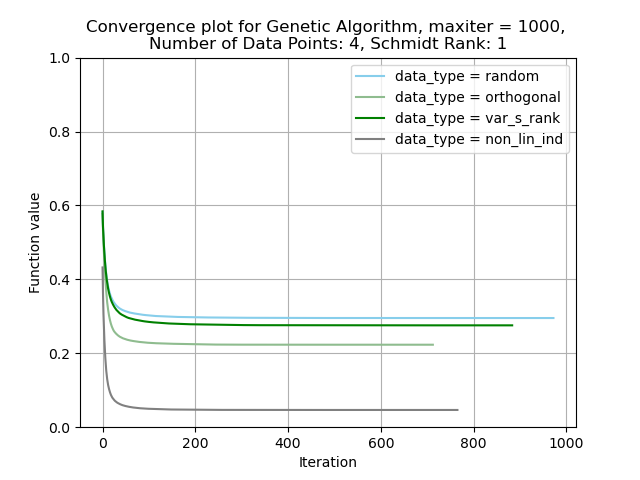 Convergence plot for Genetic Algorithm, maxiter = 1000,
Number of Data Points: 4, Schmidt Rank: 1
1.0
0.8
0.6
0.4
0.2
0.0
Function value
data_type = random
data_type = orthogonal
data_type = var_s_rank
data_type = non_lin_ind
0 200 400 600 800 1000
Iteration